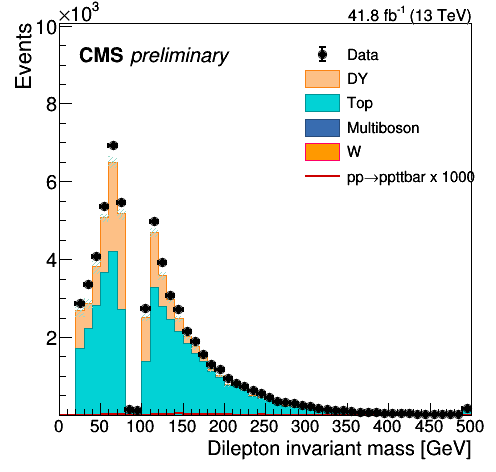 ×10³
41.8 fb⁻¹ (13 TeV)
CMS preliminary
Events
Data
DY
Top
Multiboson
W
pp→ppttbar x 1000
10
8
6
4
2
0 50 100 150 200 250 300 350 400 450 500
Dilepton invariant mass [GeV]